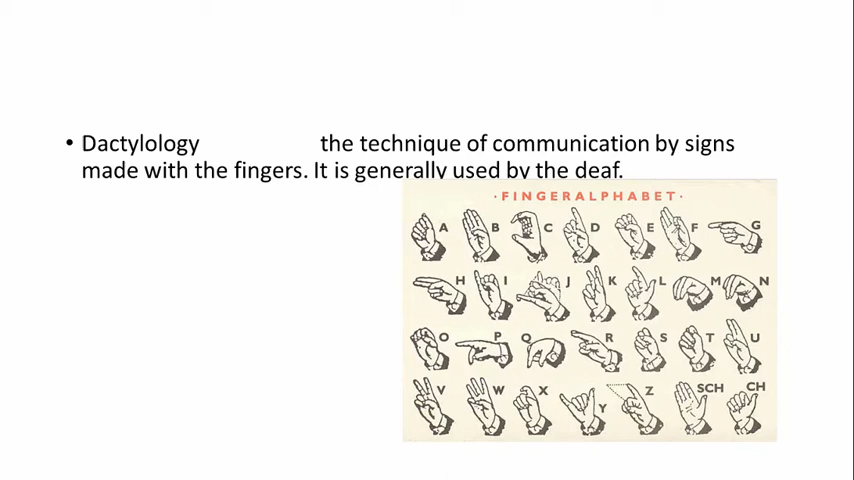 • Dactylology the technique of communication by signs
made with the fingers. It is generally used by the deaf.
·FINGERALPHABET·
A B C D E F G
H I J K L M N
O P Q R S T U
V W X Y Z SCH CH